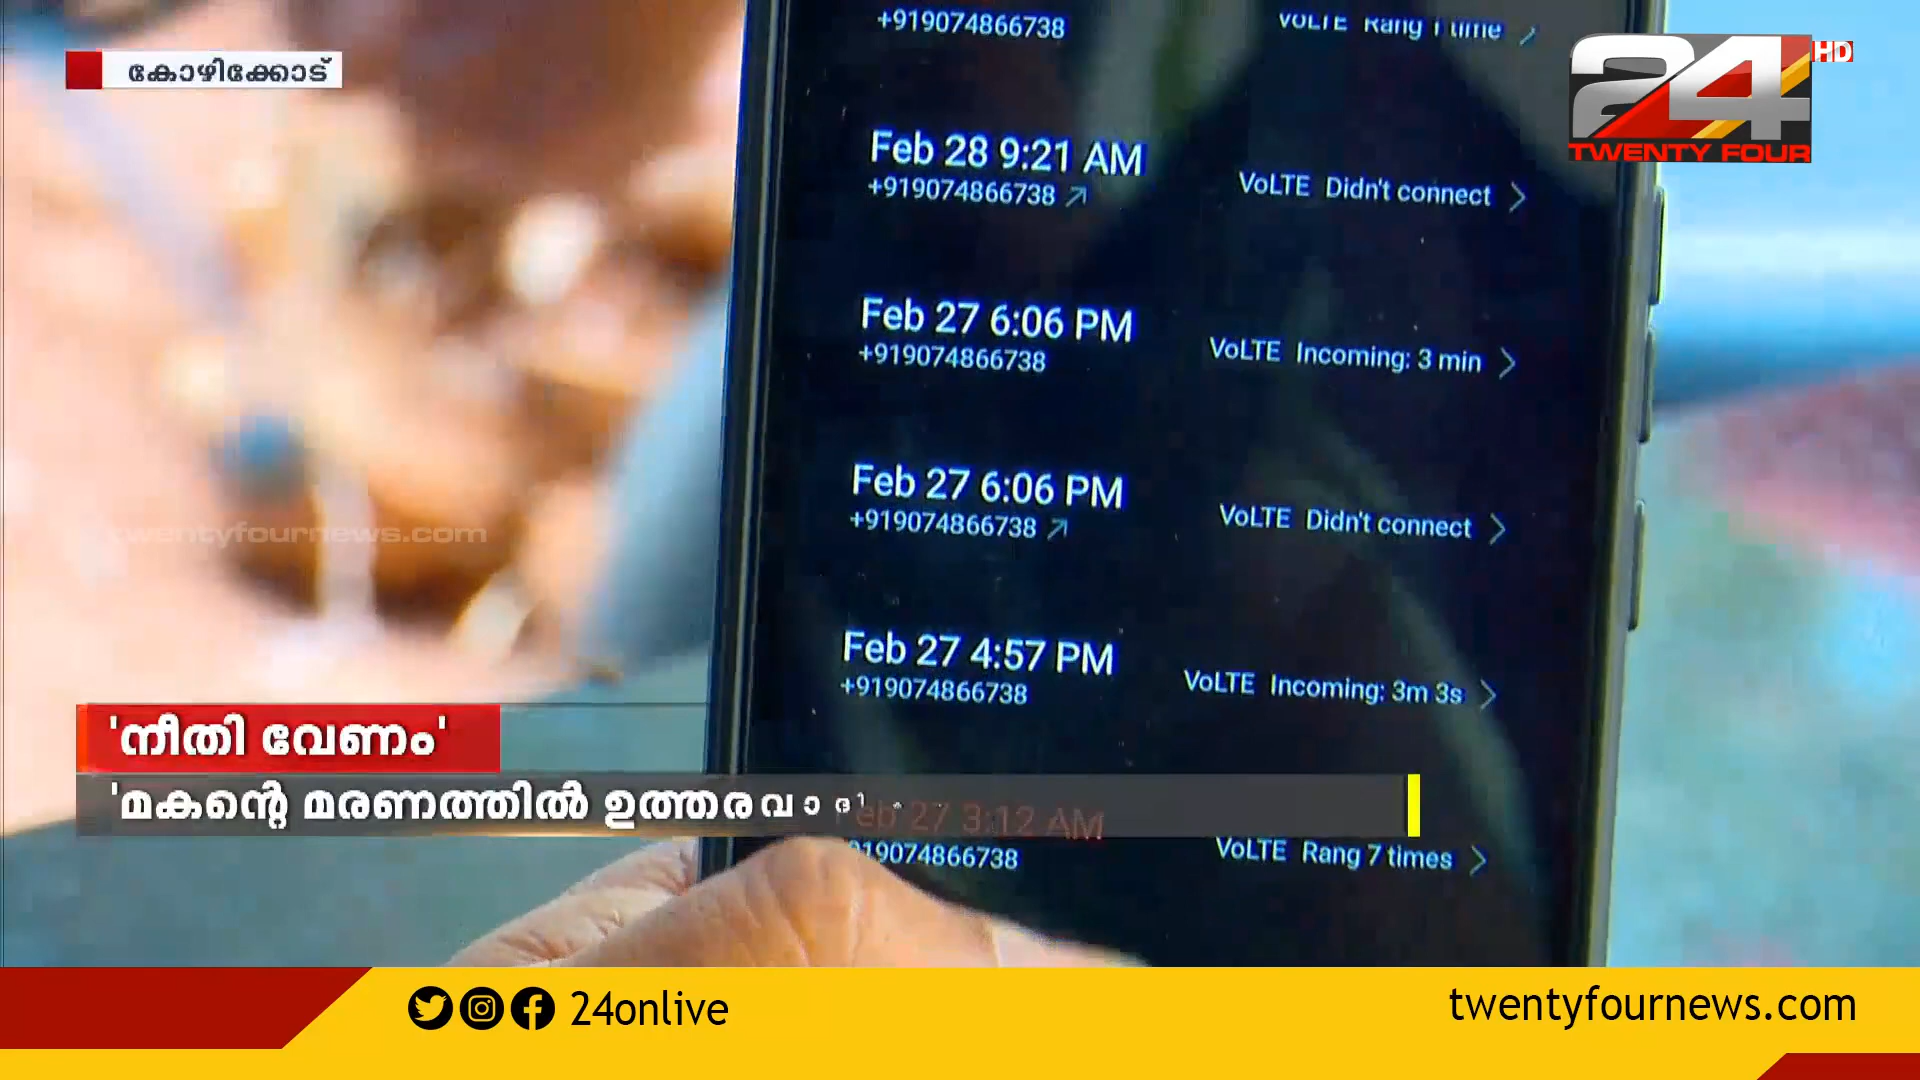 +919074866738
VoLTE Rang 1 time
കോഴിക്കോട്
24 HD
TWENTY FOUR
Feb 28 9:21 AM
+919074866738
VoLTE Didn't connect
Feb 27 6:06 PM
+919074866738
VoLTE Incoming: 3 min
Feb 27 6:06 PM
+919074866738
VoLTE Didn't connect
twentyfournews.com
Feb 27 4:57 PM
+919074866738
VoLTE Incoming: 3m 3s
'നീതി വേണം'
'മകന്റെ മരണത്തിൽ
Feb 27 3:12 AM
919074866738
VoLTE Rang 7 times
24onlive
twentyfournews.com